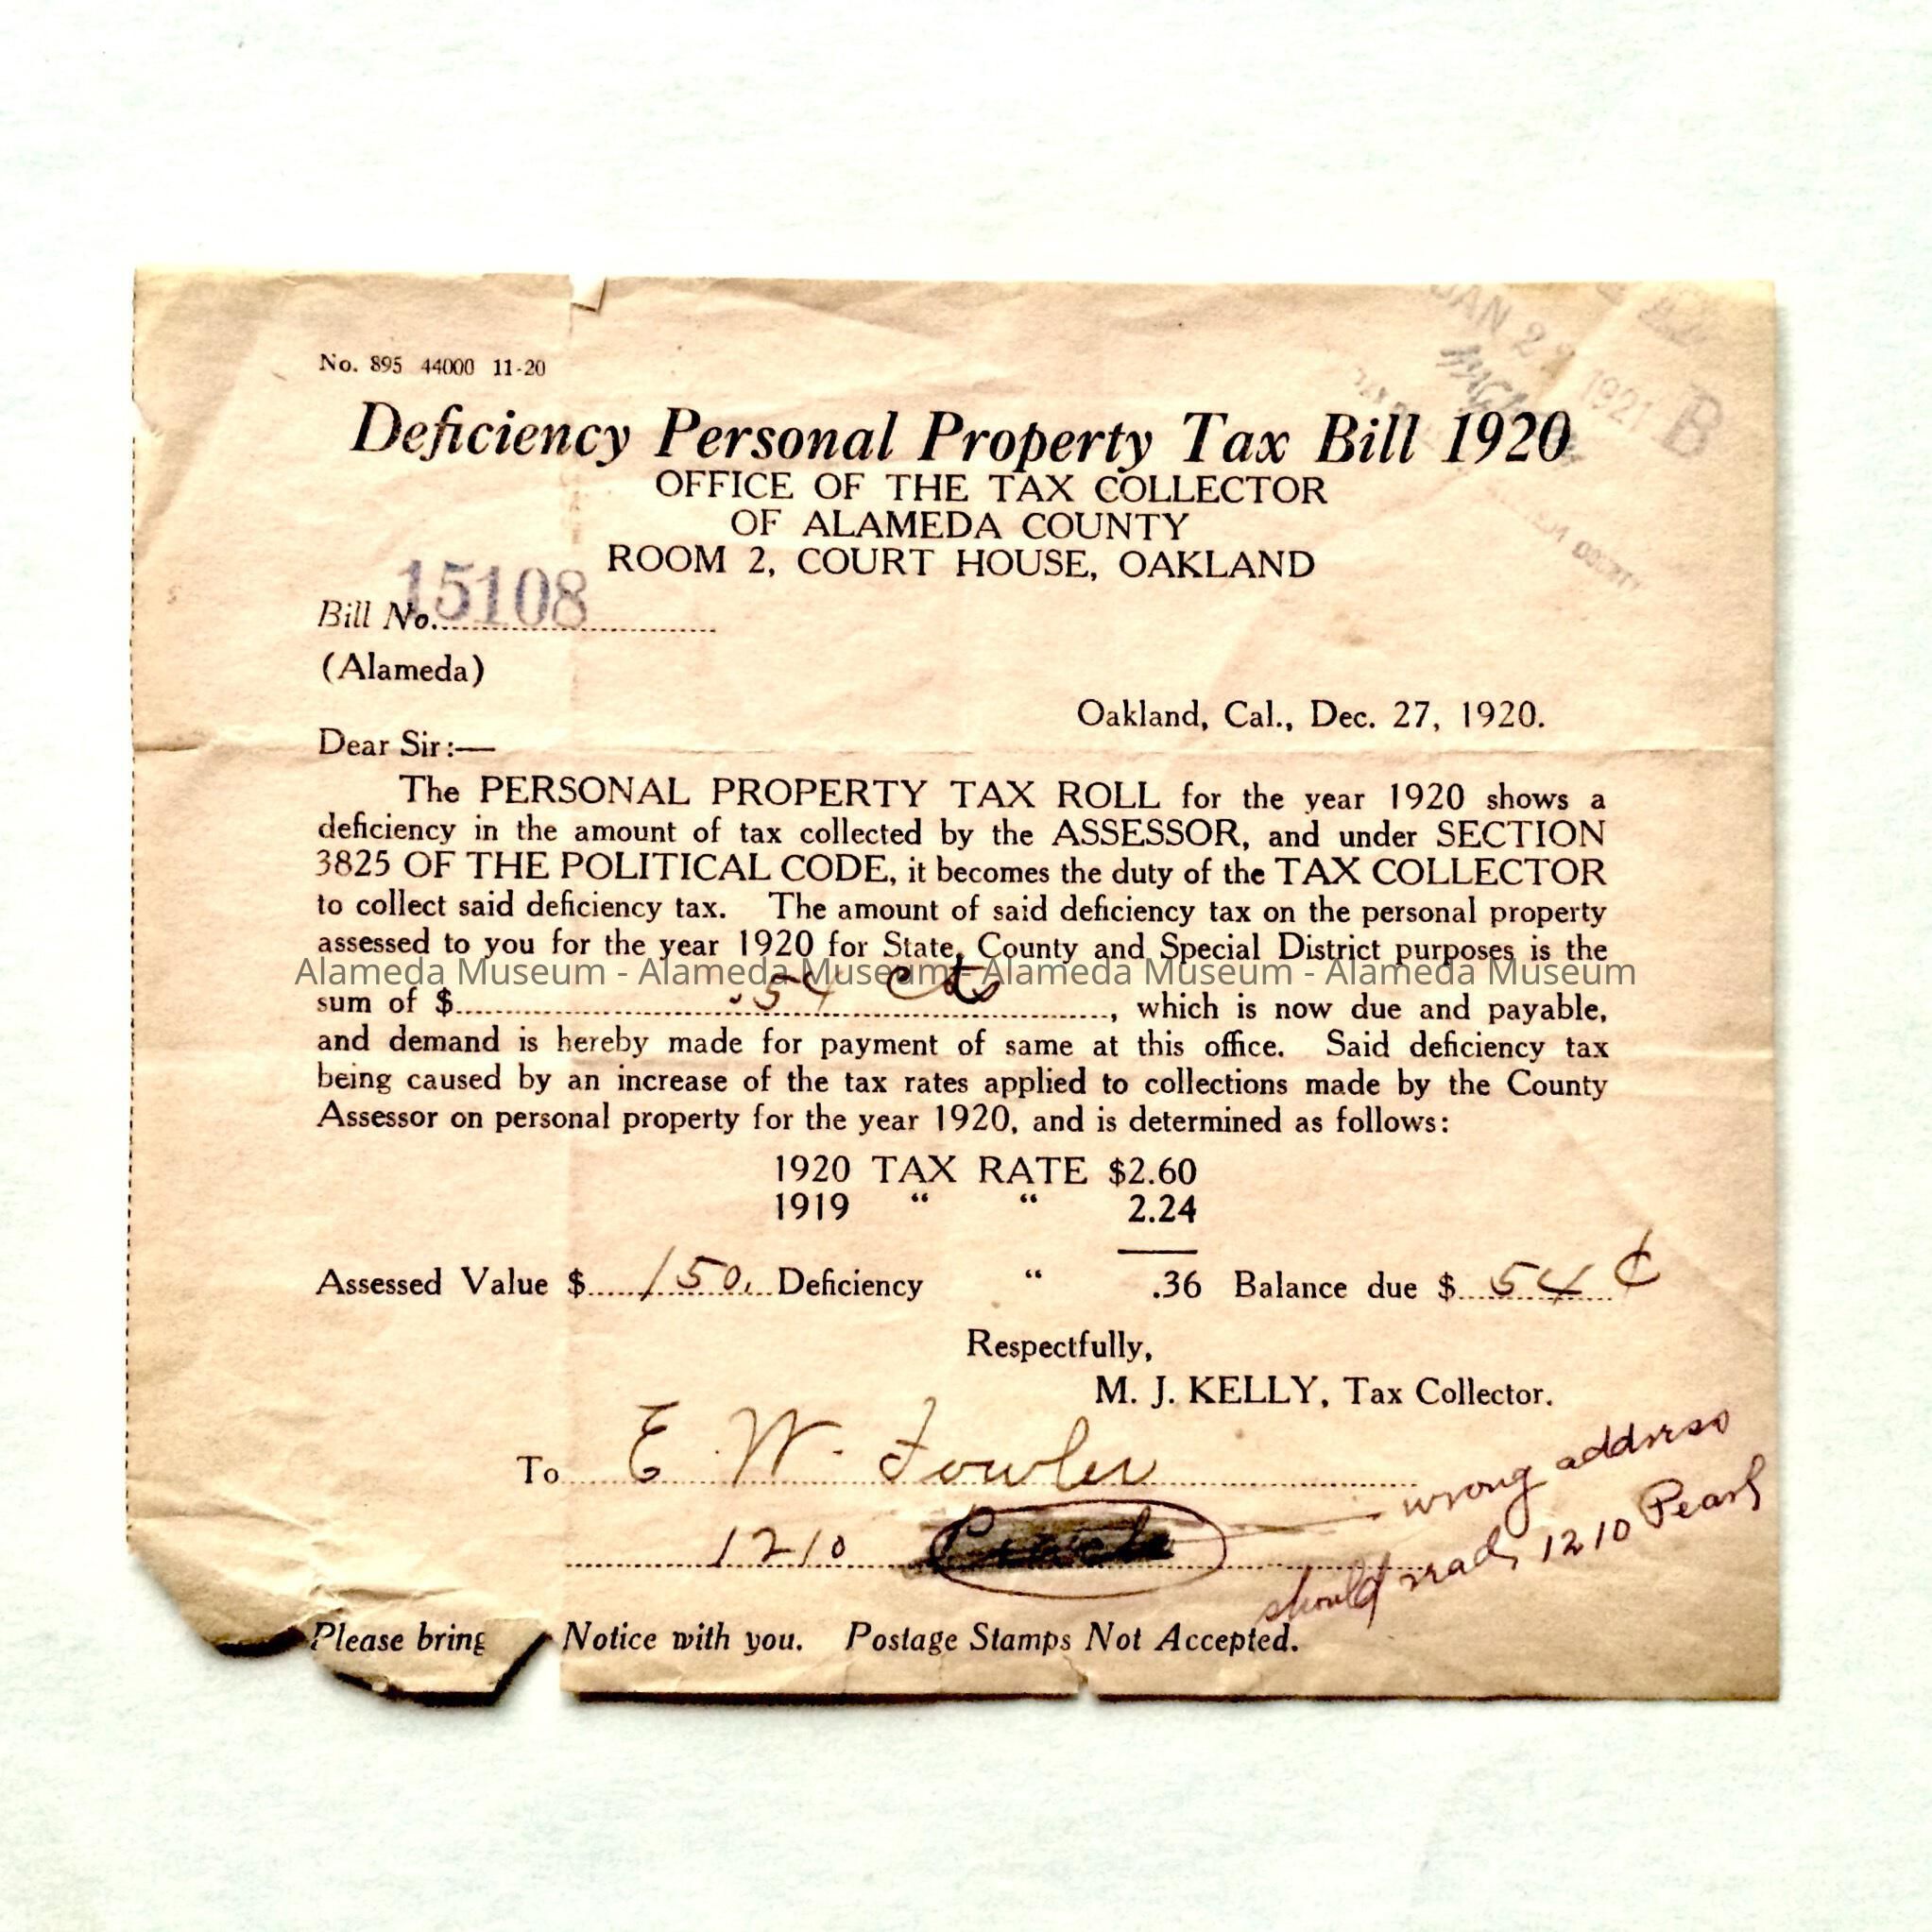 JAN 27 1921
B
No. 895 44000 11-20
Deficiency Personal Property Tax Bill 1920
OFFICE OF THE TAX COLLECTOR
OF ALAMEDA COUNTY
ROOM 2, COURT HOUSE, OAKLAND
Bill No. 15108
(Alameda)
Oakland, Cal., Dec. 27, 1920.
Dear Sir:—
The PERSONAL PROPERTY TAX ROLL for the year 1920 shows a
deficiency in the amount of tax collected by the ASSESSOR, and under SECTION
3825 OF THE POLITICAL CODE, it becomes the duty of the TAX COLLECTOR
to collect said deficiency tax. The amount of said deficiency tax on the personal property
assessed to you for the year 1920 for State, County and Special District purposes is the
Alameda Museum - Alameda Museum - Alameda Museum - Alameda Museum
sum of $ .54 Cts, which is now due and payable,
and demand is hereby made for payment of same at this office. Said deficiency tax
being caused by an increase of the tax rates applied to collections made by the County
Assessor on personal property for the year 1920, and is determined as follows:
1920 TAX RATE $2.60
1919 “ “ 2.24
Assessed Value $ 150. Deficiency “ .36 Balance due $ 54 ¢
Respectfully,
M. J. KELLY, Tax Collector.
To E. W. Fowler
wrong address
1210
should read, 1210 Pearl
Please bring Notice with you. Postage Stamps Not Accepted.